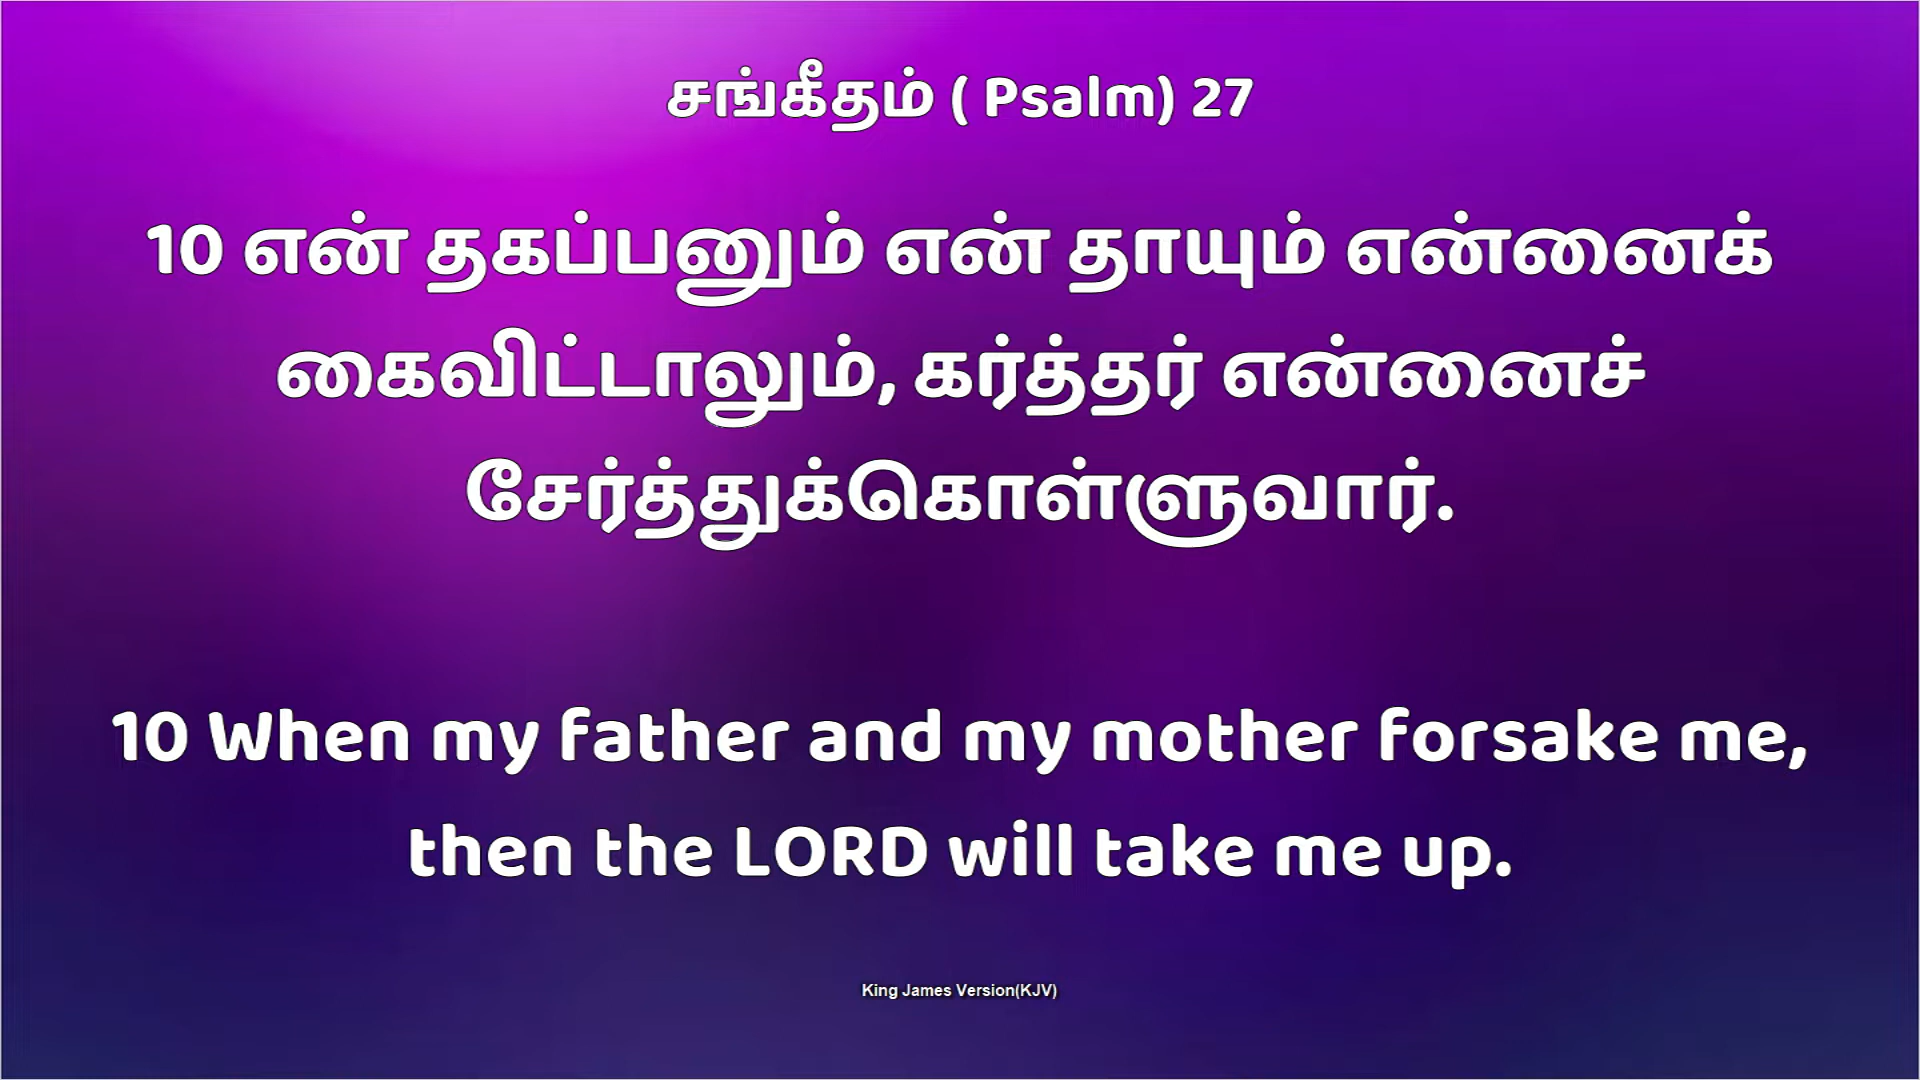 சங்கீதம் ( Psalm) 27
10 என் தகப்பனும் என் தாயும் என்னைக்
கைவிட்டாலும், கர்த்தர் என்னைச்
சேர்த்துக்கொள்ளுவார்.
10 When my father and my mother forsake me,
then the LORD will take me up.
King James Version(KJV)